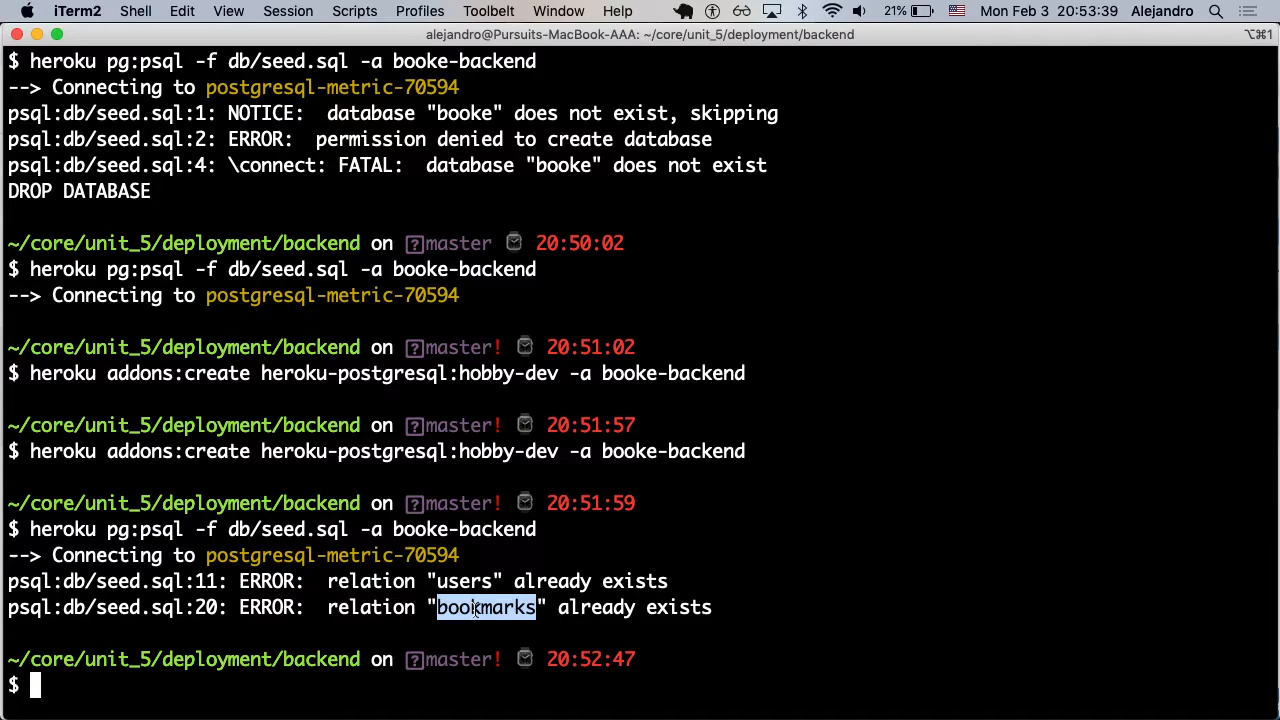 iTerm2 Shell Edit View Session Scripts Profiles Toolbelt Window Help 21% Mon Feb 3 20:53:39 Alejandro
alejandro@Pursuits-MacBook-AAA: ~/core/unit_5/deployment/backend ⌥⌘1
$ heroku pg:psql -f db/seed.sql -a booke-backend
--> Connecting to postgresql-metric-70594
psql:db/seed.sql:1: NOTICE:  database "booke" does not exist, skipping
psql:db/seed.sql:2: ERROR:  permission denied to create database
psql:db/seed.sql:4: \connect: FATAL:  database "booke" does not exist
DROP DATABASE
~/core/unit_5/deployment/backend on ?master 20:50:02
$ heroku pg:psql -f db/seed.sql -a booke-backend
--> Connecting to postgresql-metric-70594
~/core/unit_5/deployment/backend on ?master! 20:51:02
$ heroku addons:create heroku-postgresql:hobby-dev -a booke-backend
~/core/unit_5/deployment/backend on ?master! 20:51:57
$ heroku addons:create heroku-postgresql:hobby-dev -a booke-backend
~/core/unit_5/deployment/backend on ?master! 20:51:59
$ heroku pg:psql -f db/seed.sql -a booke-backend
--> Connecting to postgresql-metric-70594
psql:db/seed.sql:11: ERROR:  relation "users" already exists
psql:db/seed.sql:20: ERROR:  relation "bookmarks" already exists
~/core/unit_5/deployment/backend on ?master! 20:52:47
$